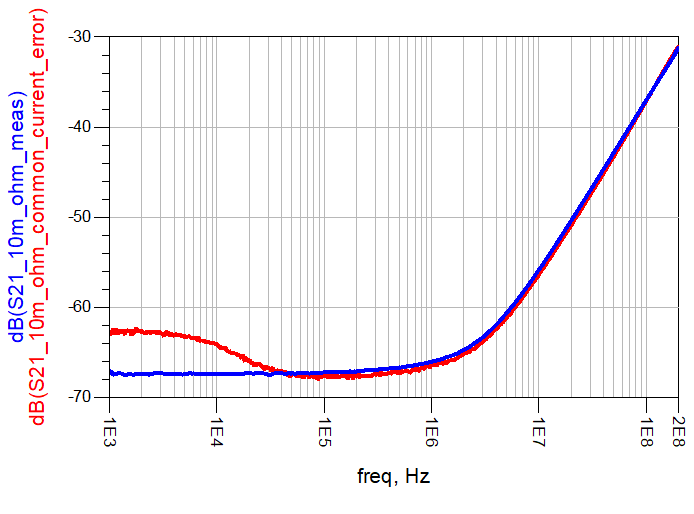 dB(S21_10m_ohm_meas)
dB(S21_10m_ohm_common_current_error)
-30
-40
-50
-60
-70
1E3
1E4
1E5
1E6
1E7
1E8
2E8
freq, Hz